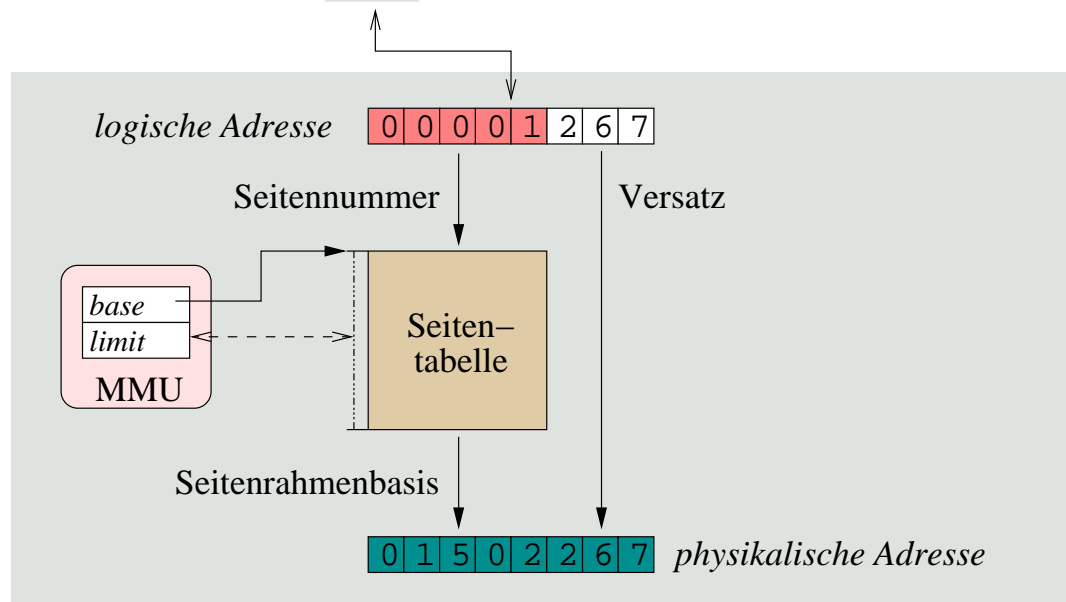 logische Adresse 0 0 0 0 1 2 6 7
Seitennummer Versatz
base
limit
MMU
Seiten–
tabelle
Seitenrahmenbasis
0 1 5 0 2 2 6 7 physikalische Adresse